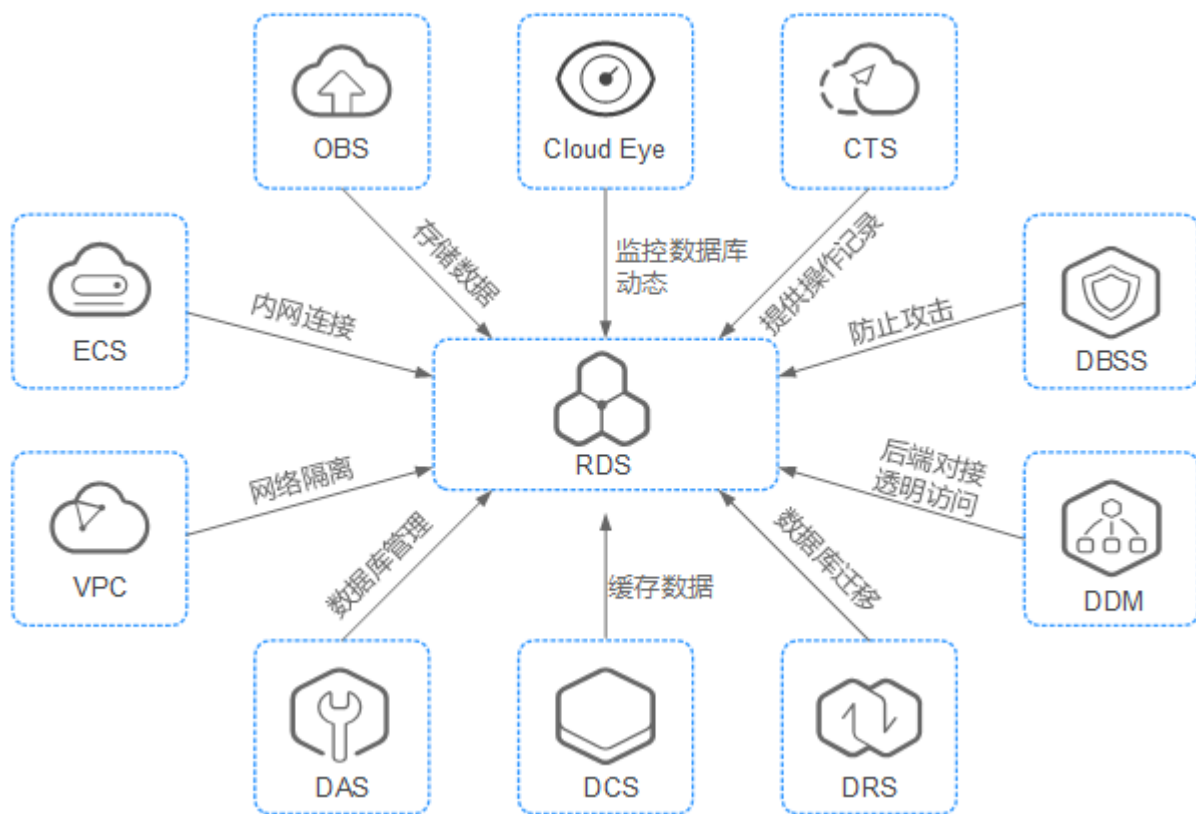 OBS
Cloud Eye
CTS
存储数据
监控数据库
动态
提供操作记录
ECS
内网连接
防止攻击
DBSS
RDS
VPC
网络隔离
后端对接
透明访问
DDM
数据库管理
缓存数据
数据库迁移
DAS
DCS
DRS